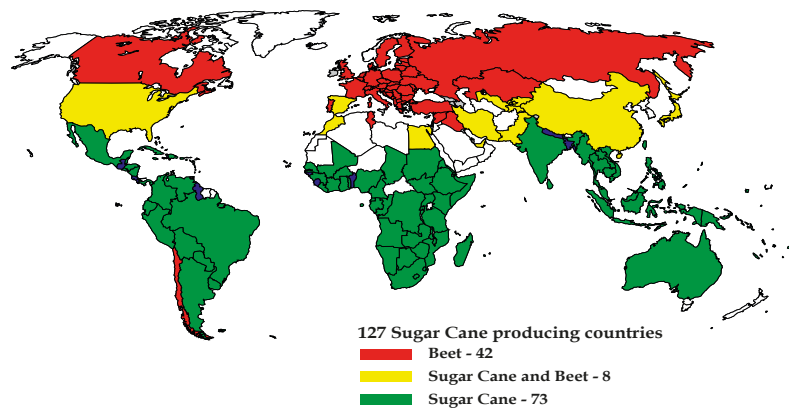 127 Sugar Cane producing countries
Beet - 42
Sugar Cane and Beet - 8
Sugar Cane - 73